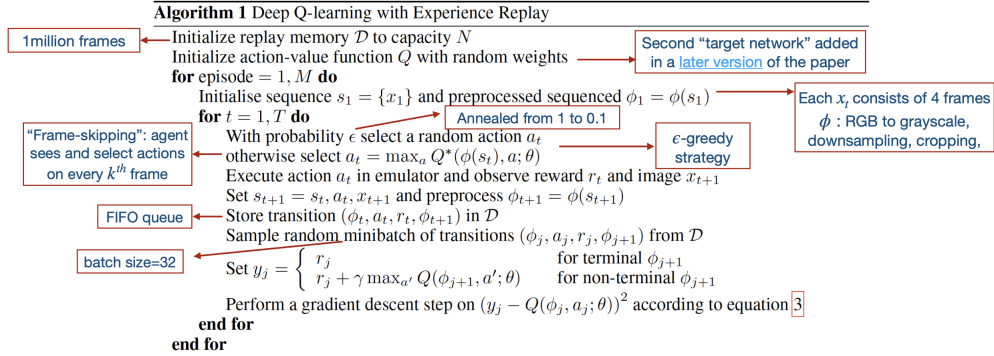 Algorithm 1 Deep Q-learning with Experience Replay
1million frames
Initialize replay memory 𝒟 to capacity N
Initialize action-value function Q with random weights
Second “target network” added
in a later version of the paper
for episode = 1, M do
Initialise sequence s₁ = {x₁} and preprocessed sequenced ϕ₁ = ϕ(s₁)
Each xₜ consists of 4 frames
ϕ : RGB to grayscale,
downsampling, cropping,
for t = 1, T do
Annealed from 1 to 0.1
“Frame-skipping”: agent
sees and select actions
on every kᵗʰ frame
With probability ϵ select a random action aₜ
otherwise select aₜ = maxₐ Q*(ϕ(sₜ), a; θ)
ϵ-greedy
strategy
Execute action aₜ in emulator and observe reward rₜ and image xₜ₊₁
Set sₜ₊₁ = sₜ, aₜ, xₜ₊₁ and preprocess ϕₜ₊₁ = ϕ(sₜ₊₁)
FIFO queue
Store transition (ϕₜ, aₜ, rₜ, ϕₜ₊₁) in 𝒟
Sample random minibatch of transitions (ϕⱼ, aⱼ, rⱼ, ϕⱼ₊₁) from 𝒟
batch size=32
Set yⱼ = { rⱼ for terminal ϕⱼ₊₁
rⱼ + γ maxₐ′ Q(ϕⱼ₊₁, a′; θ) for non-terminal ϕⱼ₊₁
Perform a gradient descent step on (yⱼ − Q(ϕⱼ, aⱼ; θ))² according to equation 3
end for
end for